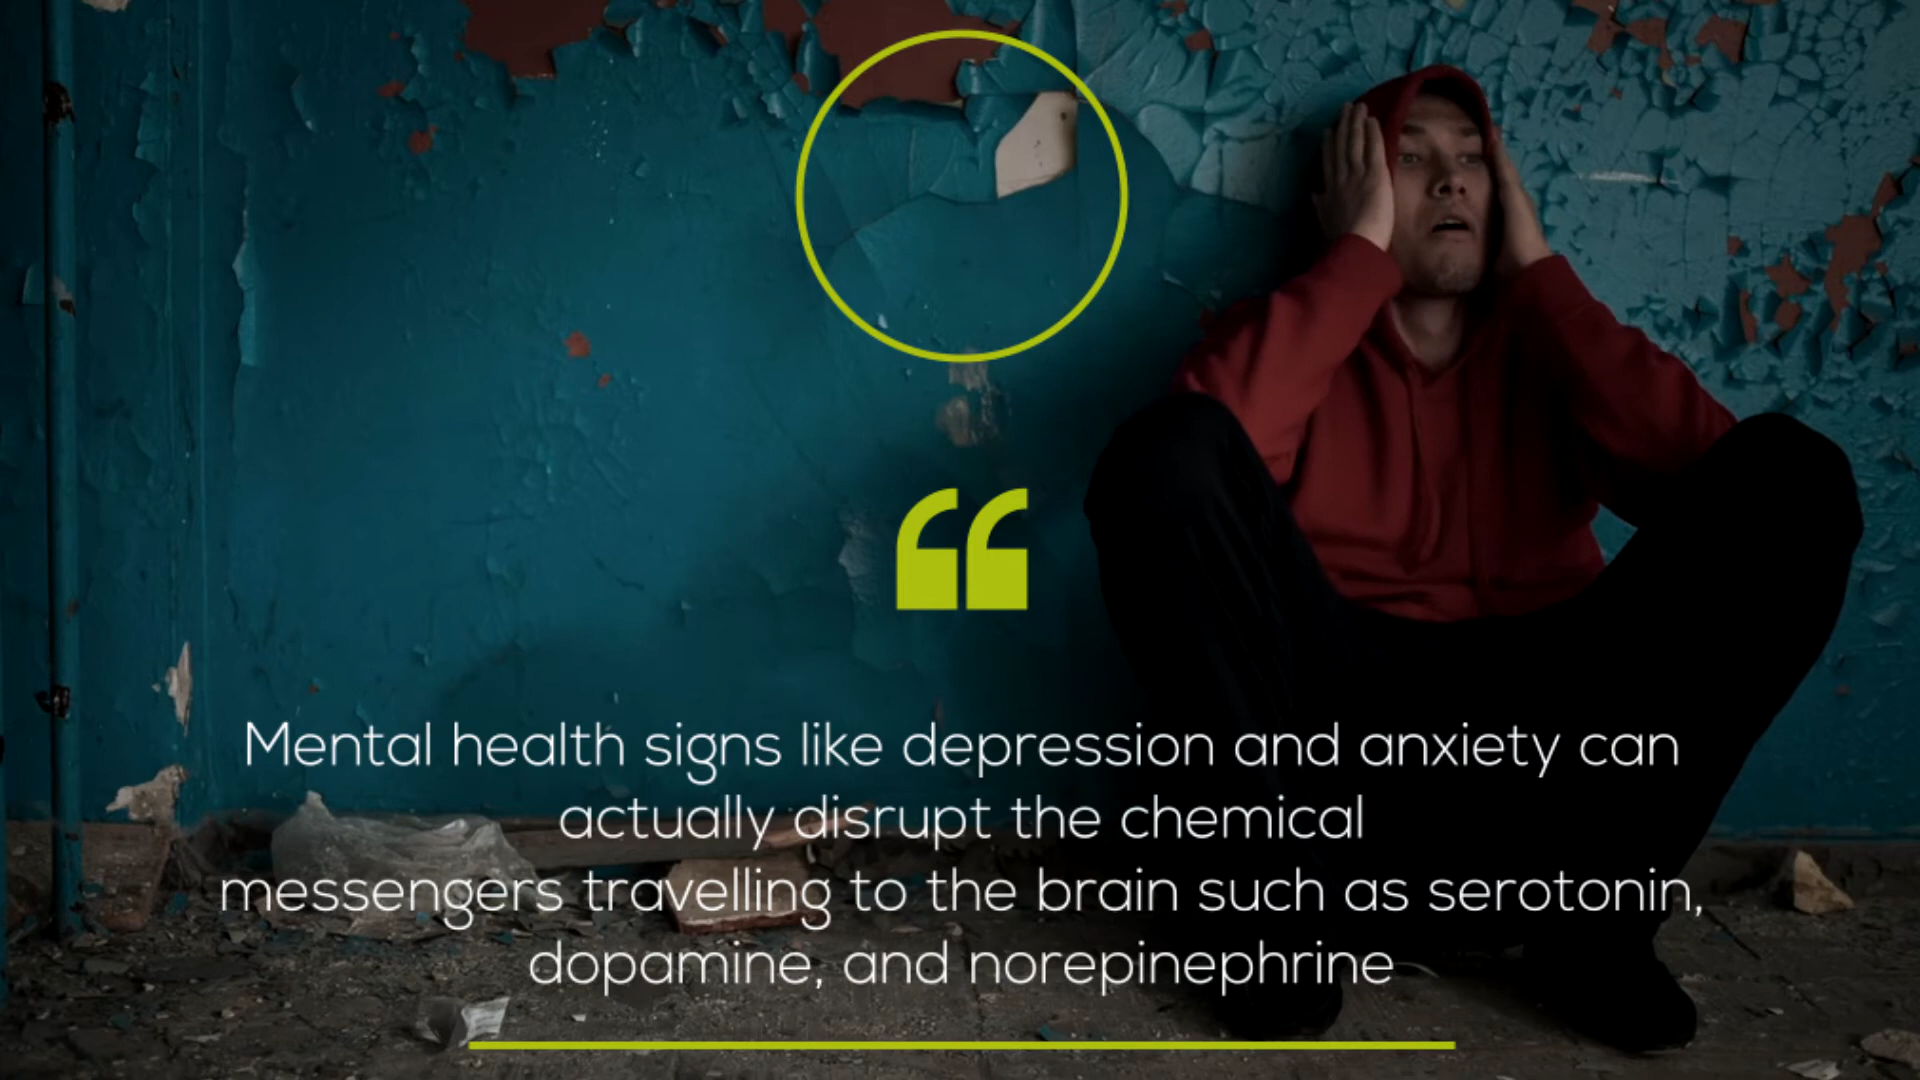 “
Mental health signs like depression and anxiety can
actually disrupt the chemical
messengers travelling to the brain such as serotonin,
dopamine, and norepinephrine